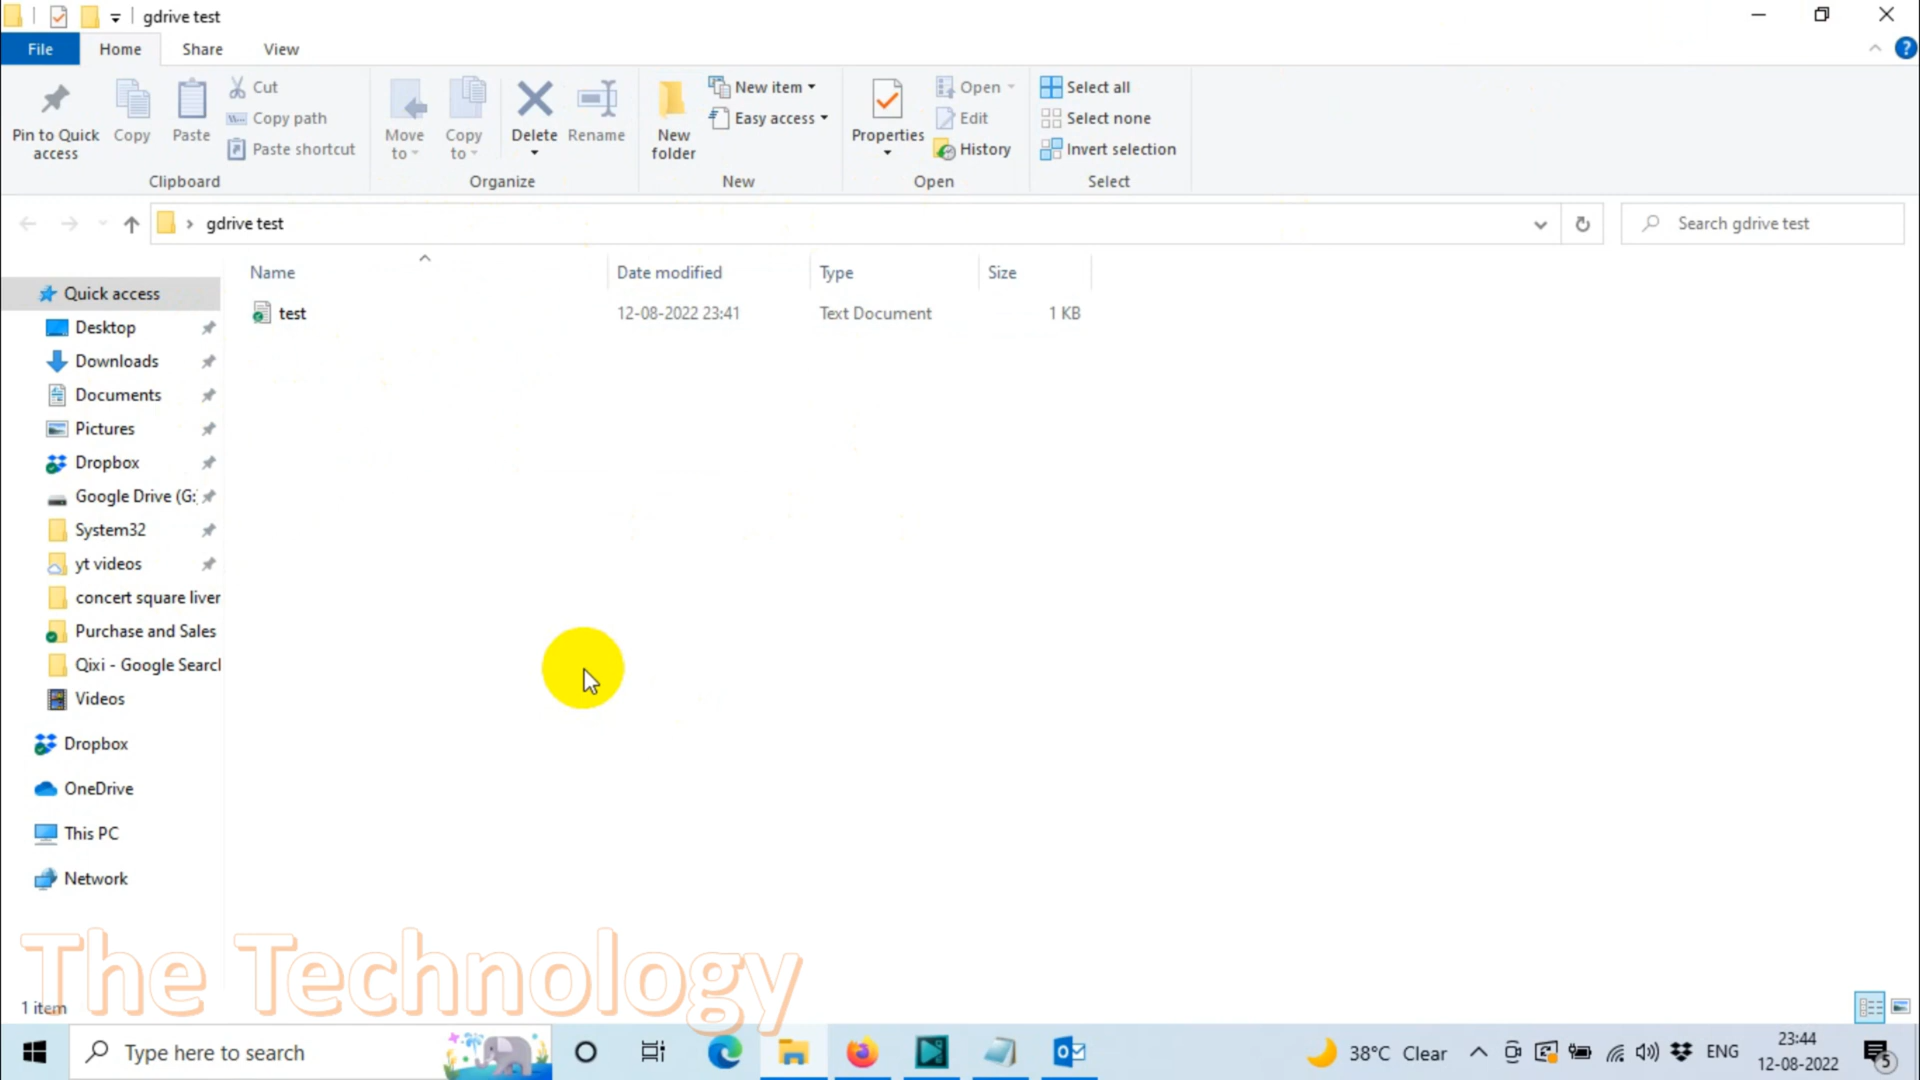 gdrive test
File Home Share View
Pin to Quick access
Copy
Paste
Cut
Copy path
Paste shortcut
Clipboard
Move to
Copy to
Delete
Rename
Organize
New folder
New item
Easy access
New
Properties
Open
Edit
History
Open
Select all
Select none
Invert selection
Select
gdrive test
Search gdrive test
Name Date modified Type Size
test 12-08-2022 23:41 Text Document 1 KB
Quick access
Desktop
Downloads
Documents
Pictures
Dropbox
Google Drive (G:
System32
yt videos
concert square liver
Purchase and Sales
Qixi - Google Searcl
Videos
Dropbox
OneDrive
This PC
Network
The Technology
1 item
Type here to search
38°C Clear
ENG
23:44
12-08-2022
5